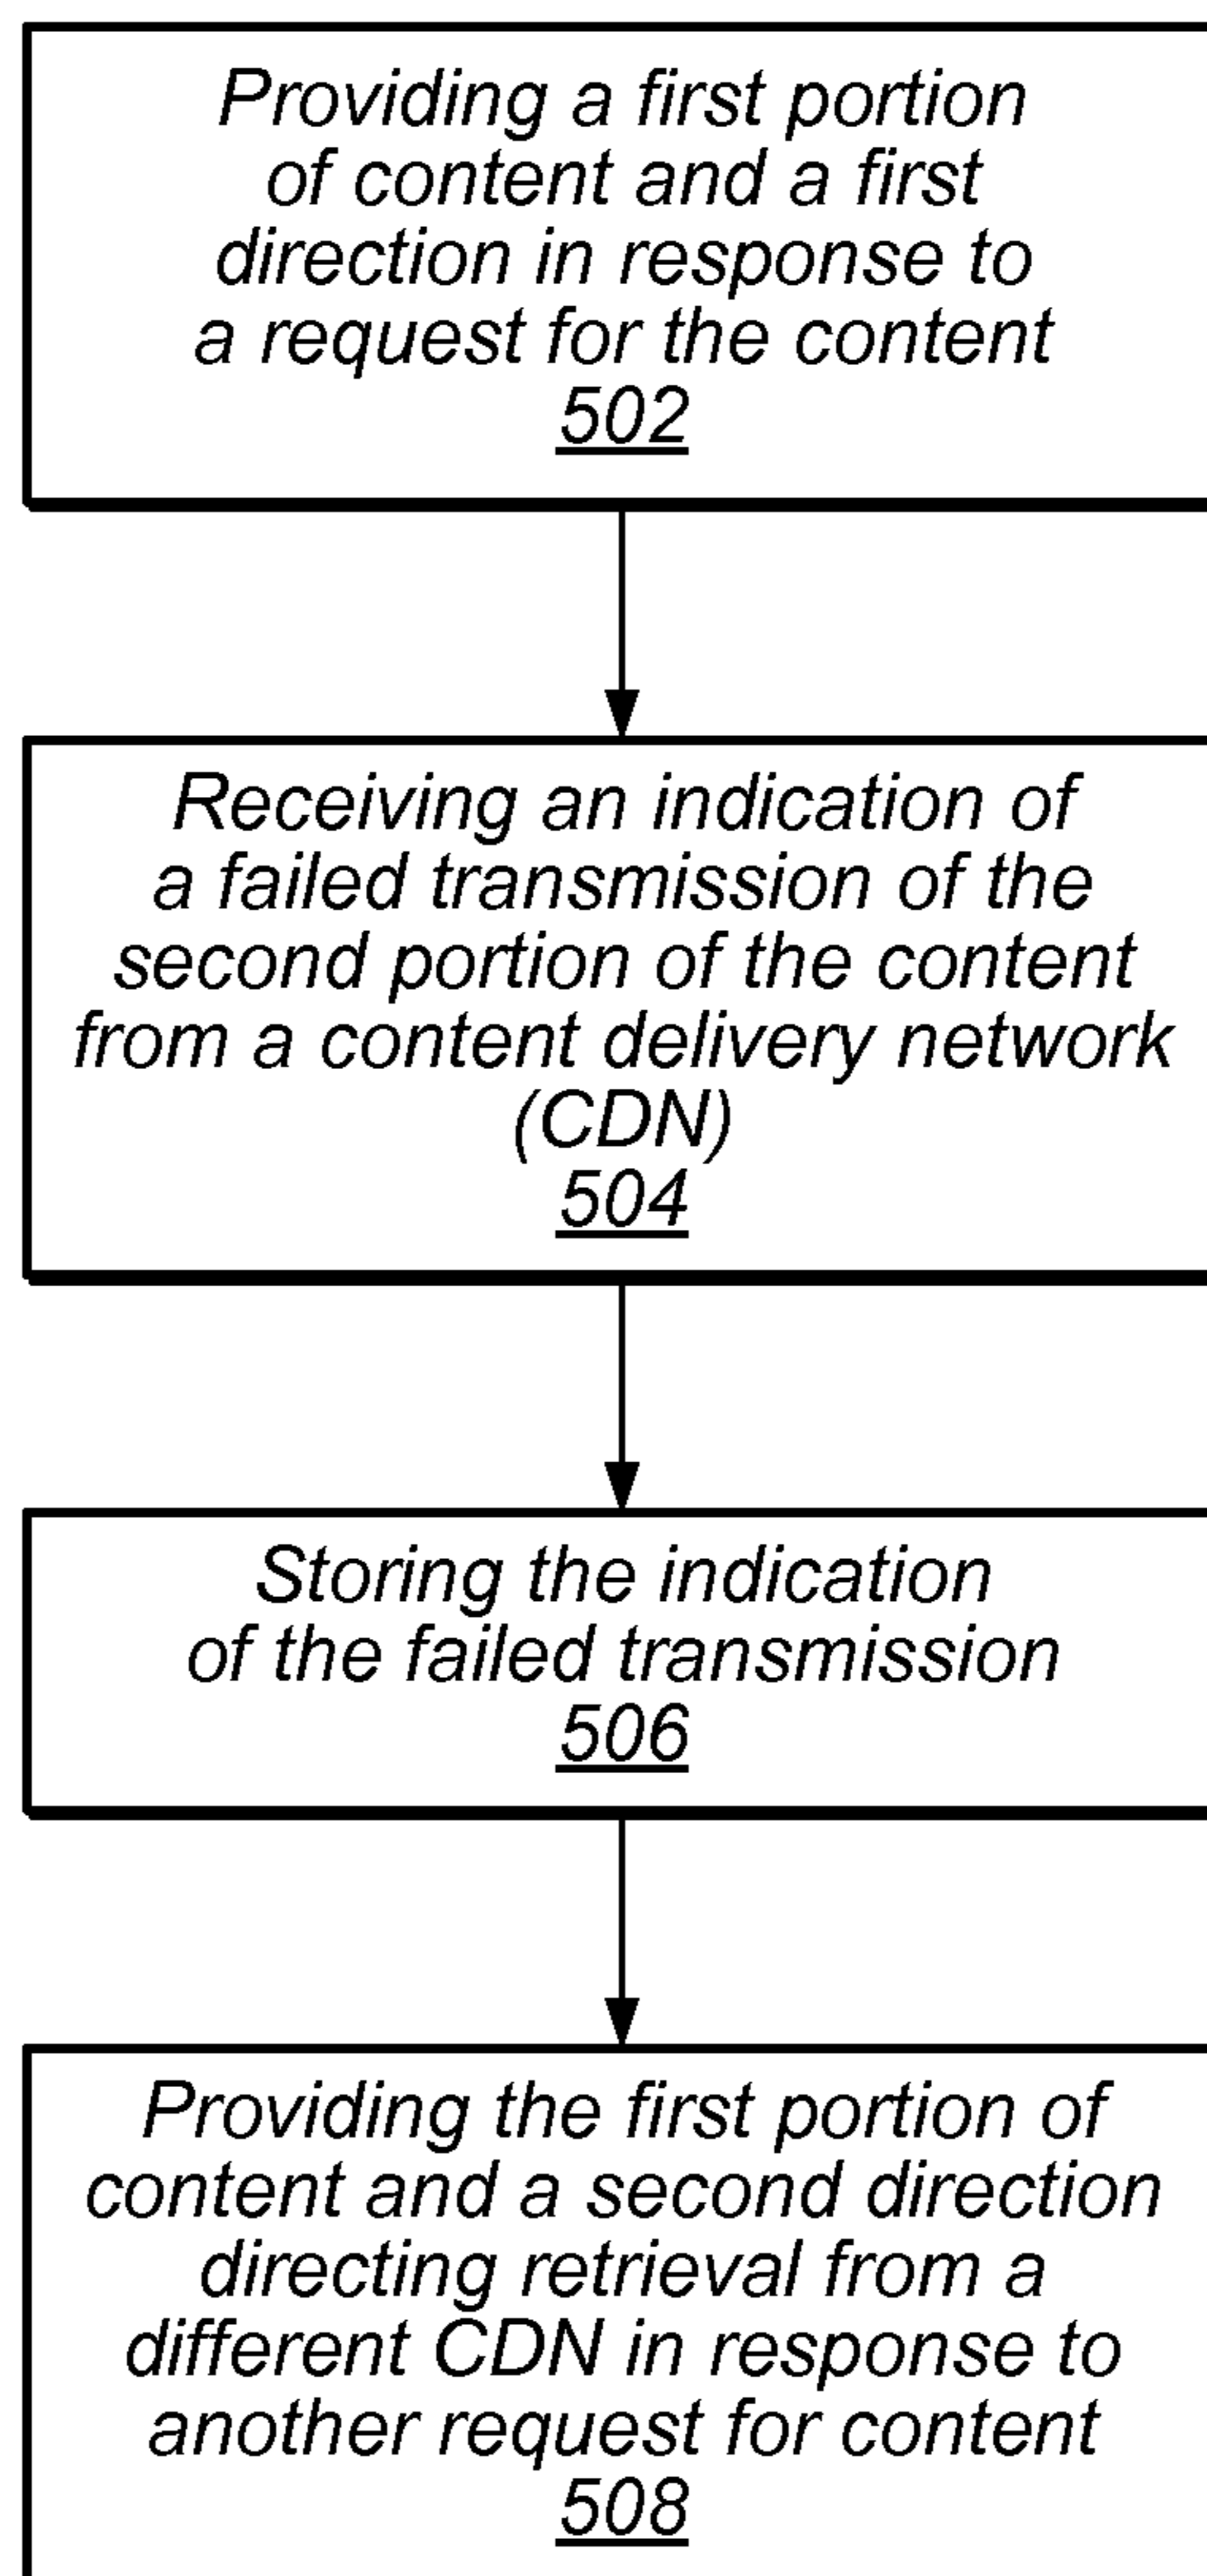 Providing a first portion
of content and a first
direction in response to
a request for the content
502
Receiving an indication of
a failed transmission of the
second portion of the content
from a content delivery network
(CDN)
504
Storing the indication
of the failed transmission
506
Providing the first portion of
content and a second direction
directing retrieval from a
different CDN in response to
another request for content
508